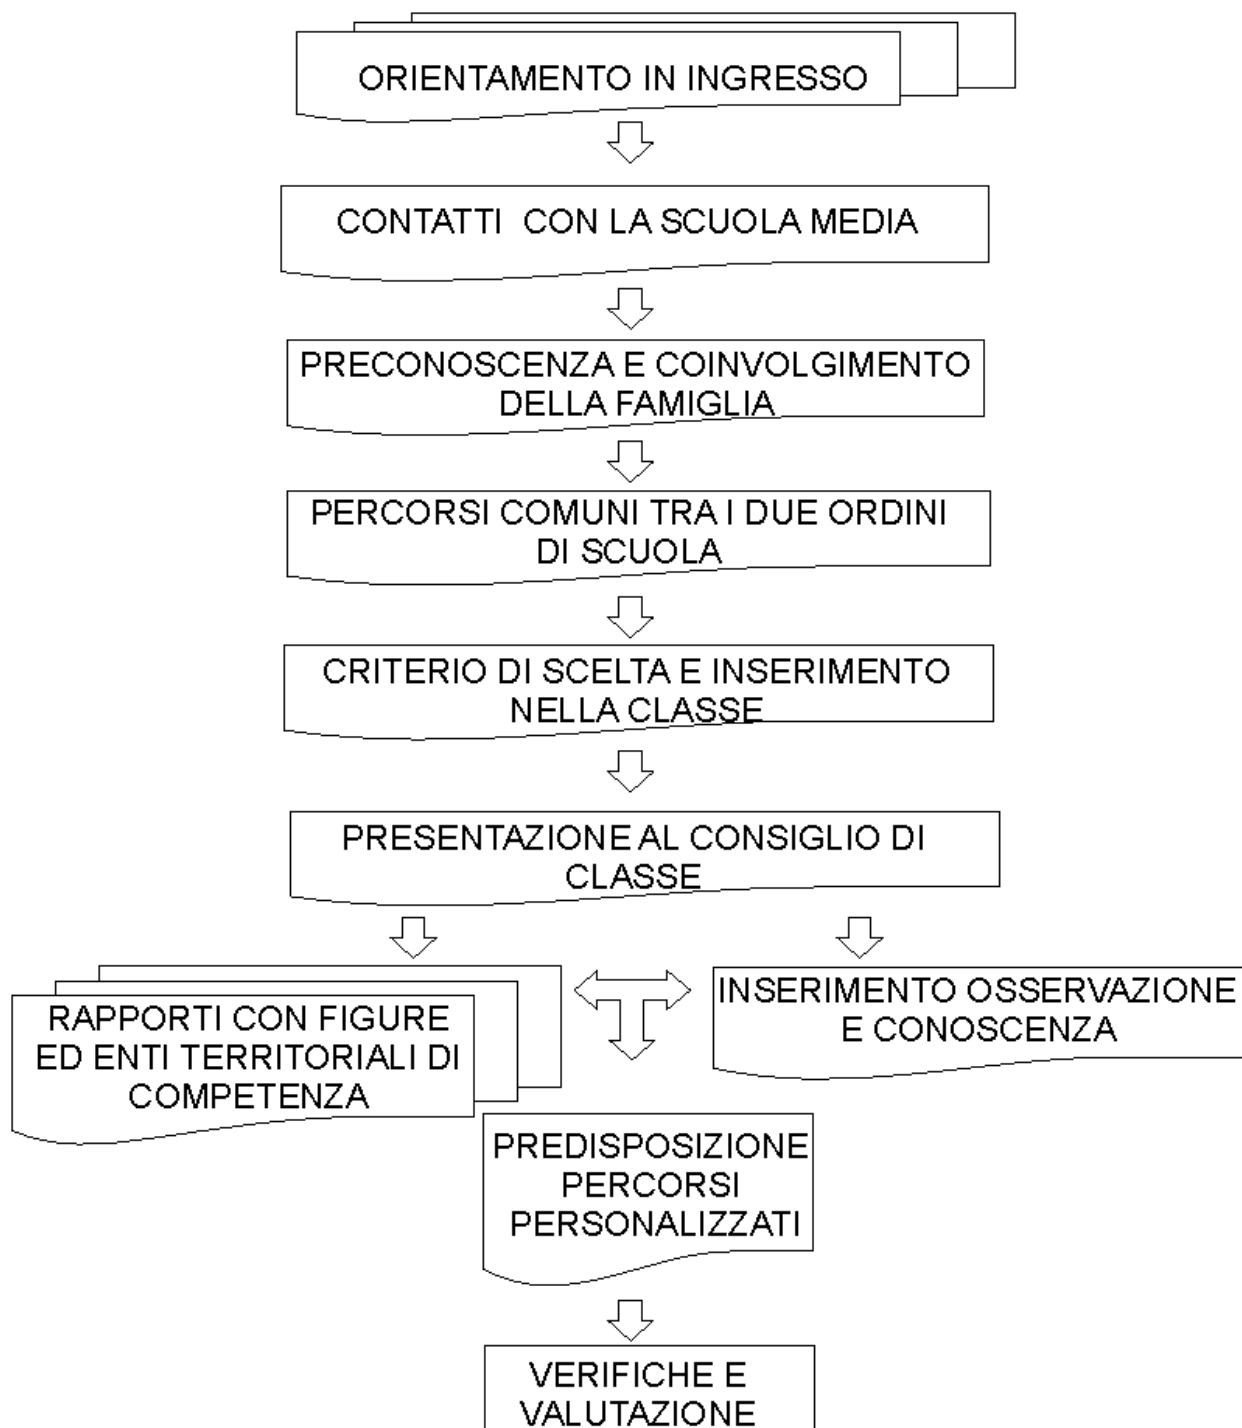 ORIENTAMENTO IN INGRESSO
CONTATTI CON LA SCUOLA MEDIA
PRECONOSCENZA E COINVOLGIMENTO
DELLA FAMIGLIA
PERCORSI COMUNI TRA I DUE ORDINI
DI SCUOLA
CRITERIO DI SCELTA E INSERIMENTO
NELLA CLASSE
PRESENTAZIONE AL CONSIGLIO DI
CLASSE
RAPPORTI CON FIGURE
ED ENTI TERRITORIALI DI
COMPETENZA
INSERIMENTO OSSERVAZIONE
E CONOSCENZA
PREDISPOSIZIONE
PERCORSI
PERSONALIZZATI
VERIFICHE E
VALUTAZIONE